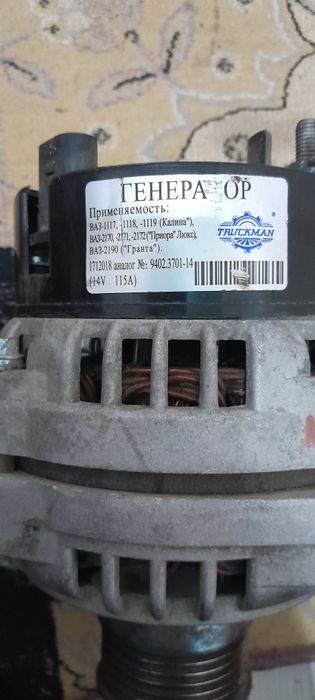 ГЕНЕРАТОР
Применяемость:
ВАЗ-1117, -1118, -1119 ("Калина"),
ВАЗ-2170, -2171, -2172 ("Приора" Люкс),
ВАЗ-2190 ("Гранта").
1712018 аналог №: 9402.3701-14
(14V 115А)
TRUCKMAN